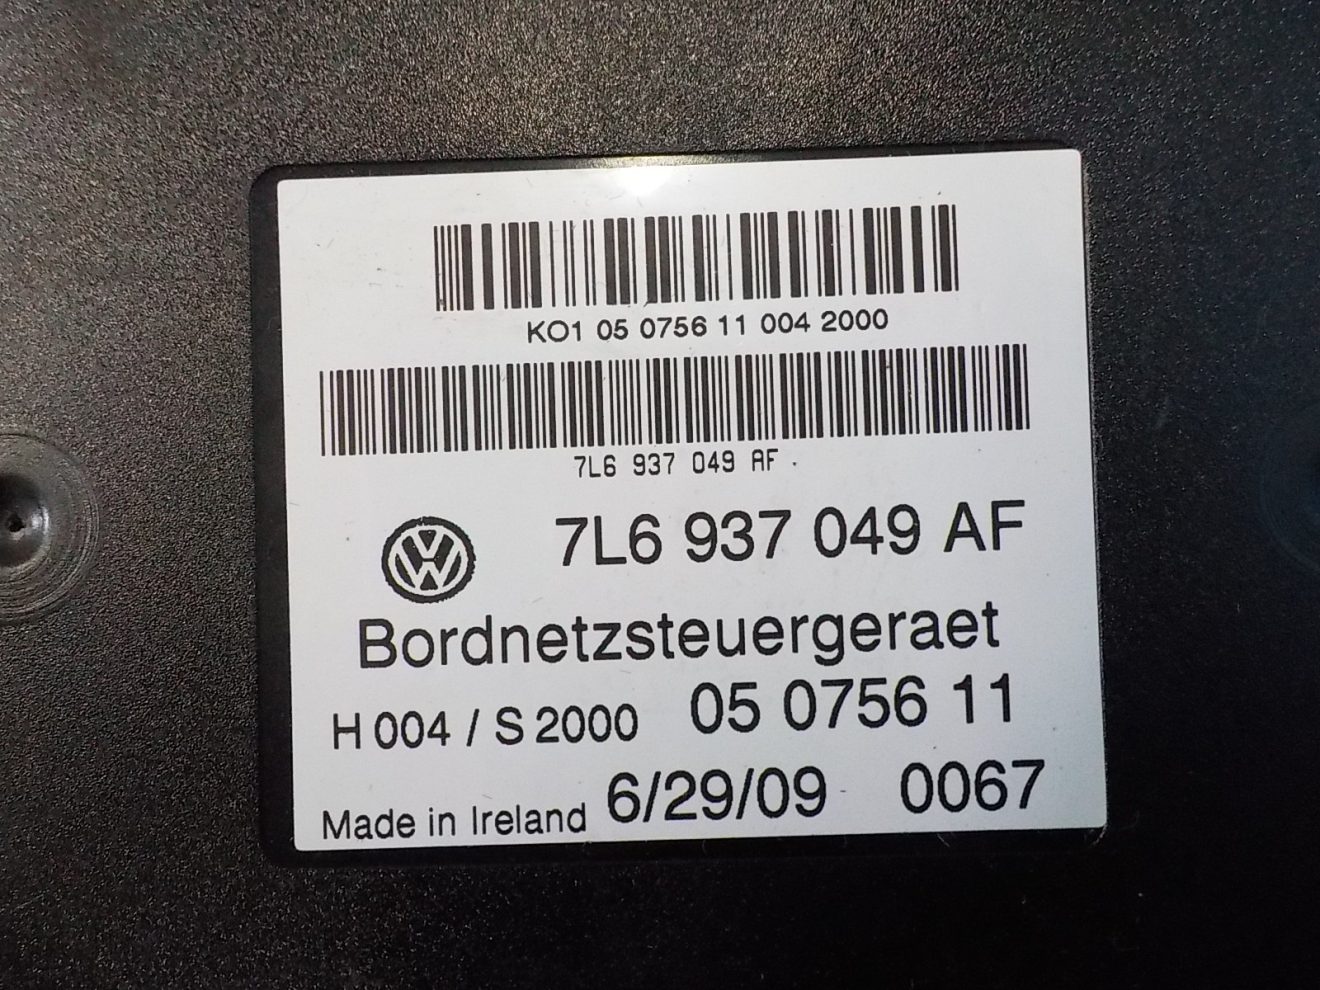 KO1 05 0756 11 004 2000
7L6 937 049 AF
VW 7L6 937 049 AF
Bordnetzsteuergeraet
H 004 / S 2000 05 0756 11
Made in Ireland 6/29/09 0067